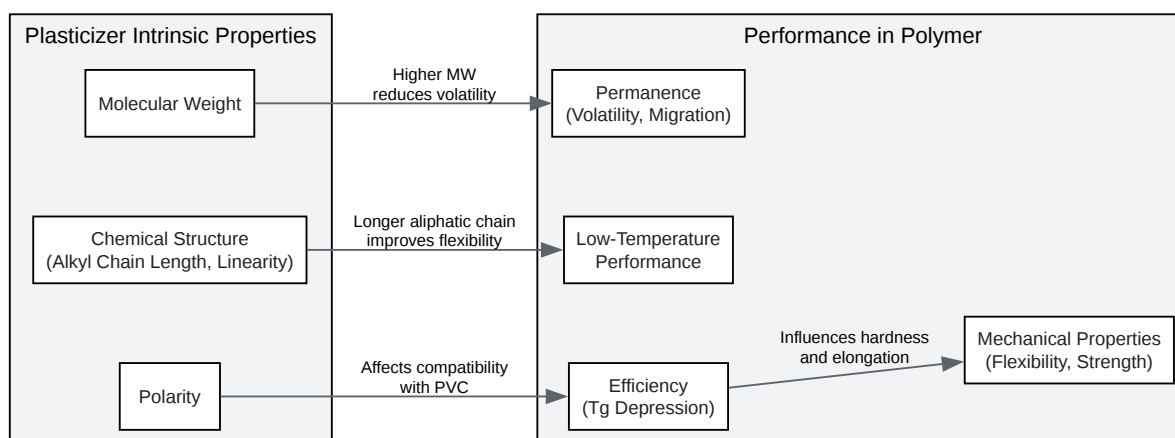 Plasticizer Intrinsic Properties
Performance in Polymer
Molecular Weight
Higher MW
reduces volatility
Permanence
(Volatility, Migration)
Chemical Structure
(Alkyl Chain Length, Linearity)
Longer aliphatic chain
improves flexibility
Low-Temperature
Performance
Polarity
Affects compatibility
with PVC
Efficiency
(Tg Depression)
Influences hardness
and elongation
Mechanical Properties
(Flexibility, Strength)